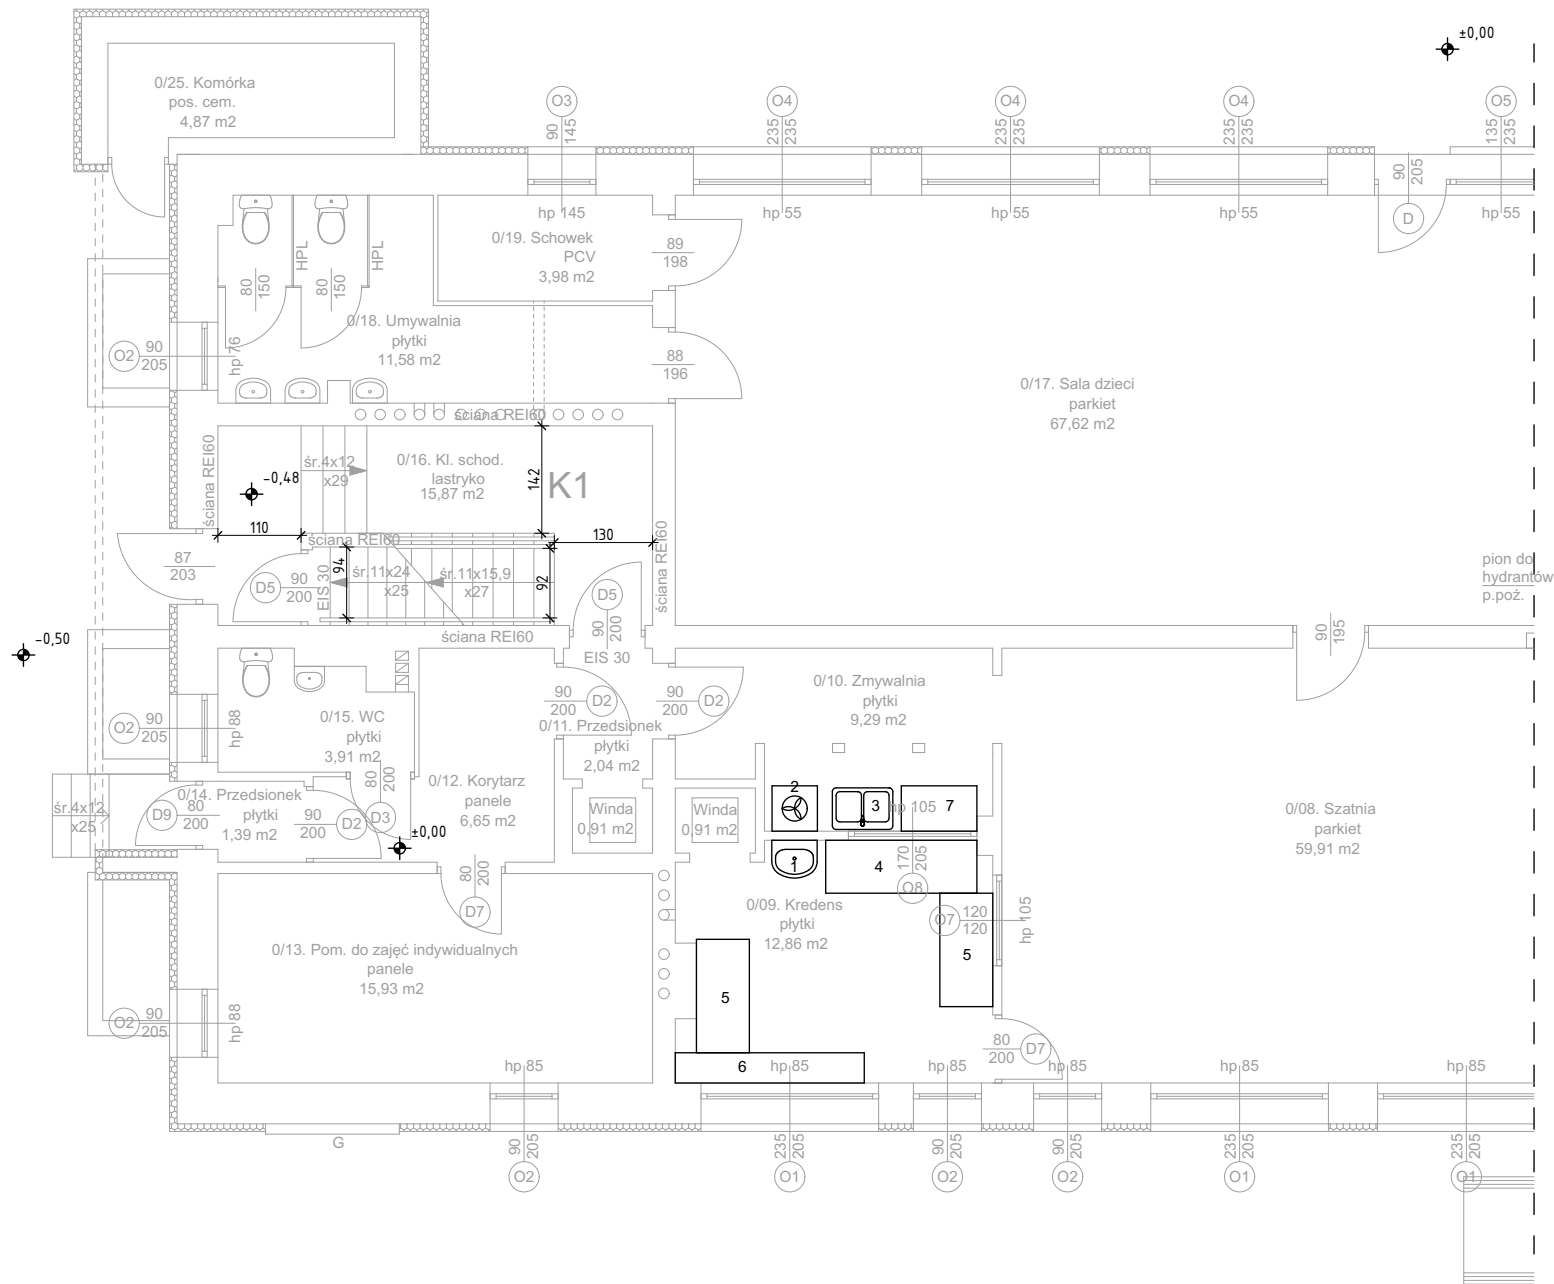 ±0,00
0/25. Komórka
pos. cem.
4,87 m2
O3
O4
O4
O4
O5
90
145
235
235
235
235
235
235
135
235
90
205
hp 145
hp 55
hp 55
hp 55
hp 55
D
0/19. Schowek
PCV
3,98 m2
89
198
HPL
HPL
80
150
80
150
0/18. Umywalnia
płytki
11,58 m2
O2
90
205
hp 76
88
196
0/17. Sala dzieci
parkiet
67,62 m2
ściana REI60
ściana REI60
0/16. Kl. schod.
lastryko
15,87 m2
śr.4x12
x29
-0,48
142
K1
110
130
ściana REI60
ściana REI60
87
203
D5
90
200
EIS 30
94
śr.11x24
x25
śr.11x15,9
x27
92
D5
90
200
EIS 30
ściana REI60
pion do
hydrantów
p.poż.
-0,50
90
195
0/10. Zmywalnia
płytki
9,29 m2
90
200
D2
90
200
D2
0/11. Przedsionek
płytki
2,04 m2
O2
90
205
hp 88
0/15. WC
płytki
3,91 m2
80
200
0/12. Korytarz
panele
6,65 m2
śr.4x12
x25
0/14. Przedsionek
płytki
1,39 m2
D9
80
200
90
200
D2
D3
±0,00
Winda
0,91 m2
Winda
0,91 m2
2
3
hp 105
7
1
4
170
205
O8
0/08. Szatnia
parkiet
59,91 m2
80
200
D7
0/09. Kredens
płytki
12,86 m2
O7
120
120
hp 105
5
5
0/13. Pom. do zajęć indywidualnych
panele
15,93 m2
O2
90
205
hp 88
80
200
D7
6
hp 85
hp 85
hp 85
hp 85
hp 85
hp 85
G
90
205
235
205
90
205
90
205
235
205
235
205
O2
O1
O2
O2
O1
O1